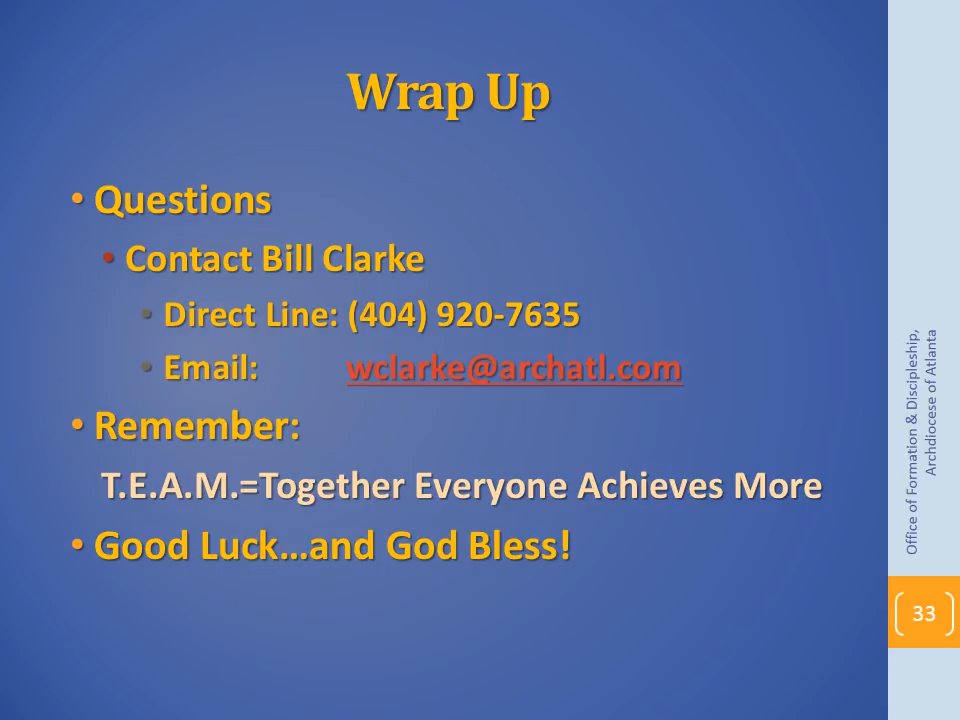 Wrap Up
• Questions
• Contact Bill Clarke
• Direct Line: (404) 920-7635
• Email: wclarke@archatl.com
• Remember:
T.E.A.M.=Together Everyone Achieves More
• Good Luck…and God Bless!
Office of Formation & Discipleship,
Archdiocese of Atlanta
33